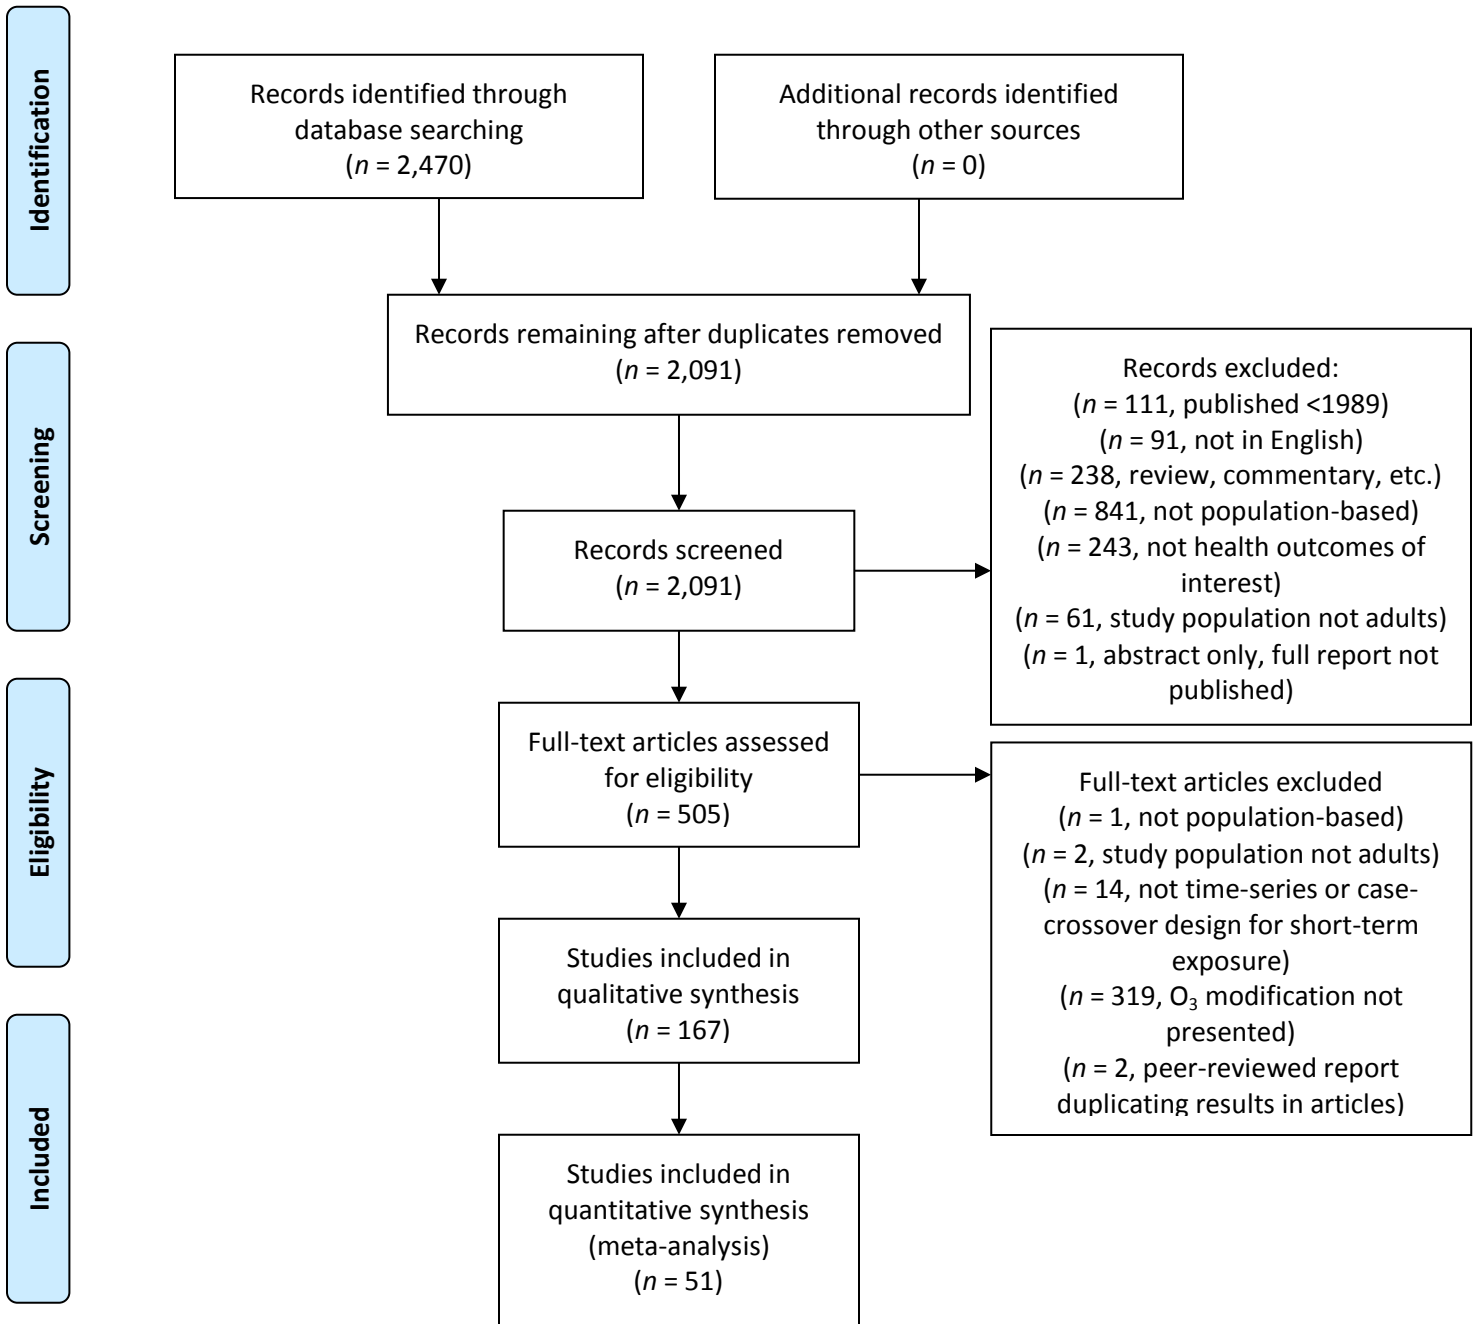 Identification
Records identified through
database searching
(n = 2,470)
Additional records identified
through other sources
(n = 0)
Screening
Records remaining after duplicates removed
(n = 2,091)
Records screened
(n = 2,091)
Records excluded:
(n = 111, published <1989)
(n = 91, not in English)
(n = 238, review, commentary, etc.)
(n = 841, not population-based)
(n = 243, not health outcomes of
interest)
(n = 61, study population not adults)
(n = 1, abstract only, full report not
published)
Eligibility
Full-text articles assessed
for eligibility
(n = 505)
Full-text articles excluded
(n = 1, not population-based)
(n = 2, study population not adults)
(n = 14, not time-series or case-
crossover design for short-term
exposure)
(n = 319, O₃ modification not
presented)
(n = 2, peer-reviewed report
duplicating results in articles)
Studies included in
qualitative synthesis
(n = 167)
Included
Studies included in
quantitative synthesis
(meta-analysis)
(n = 51)